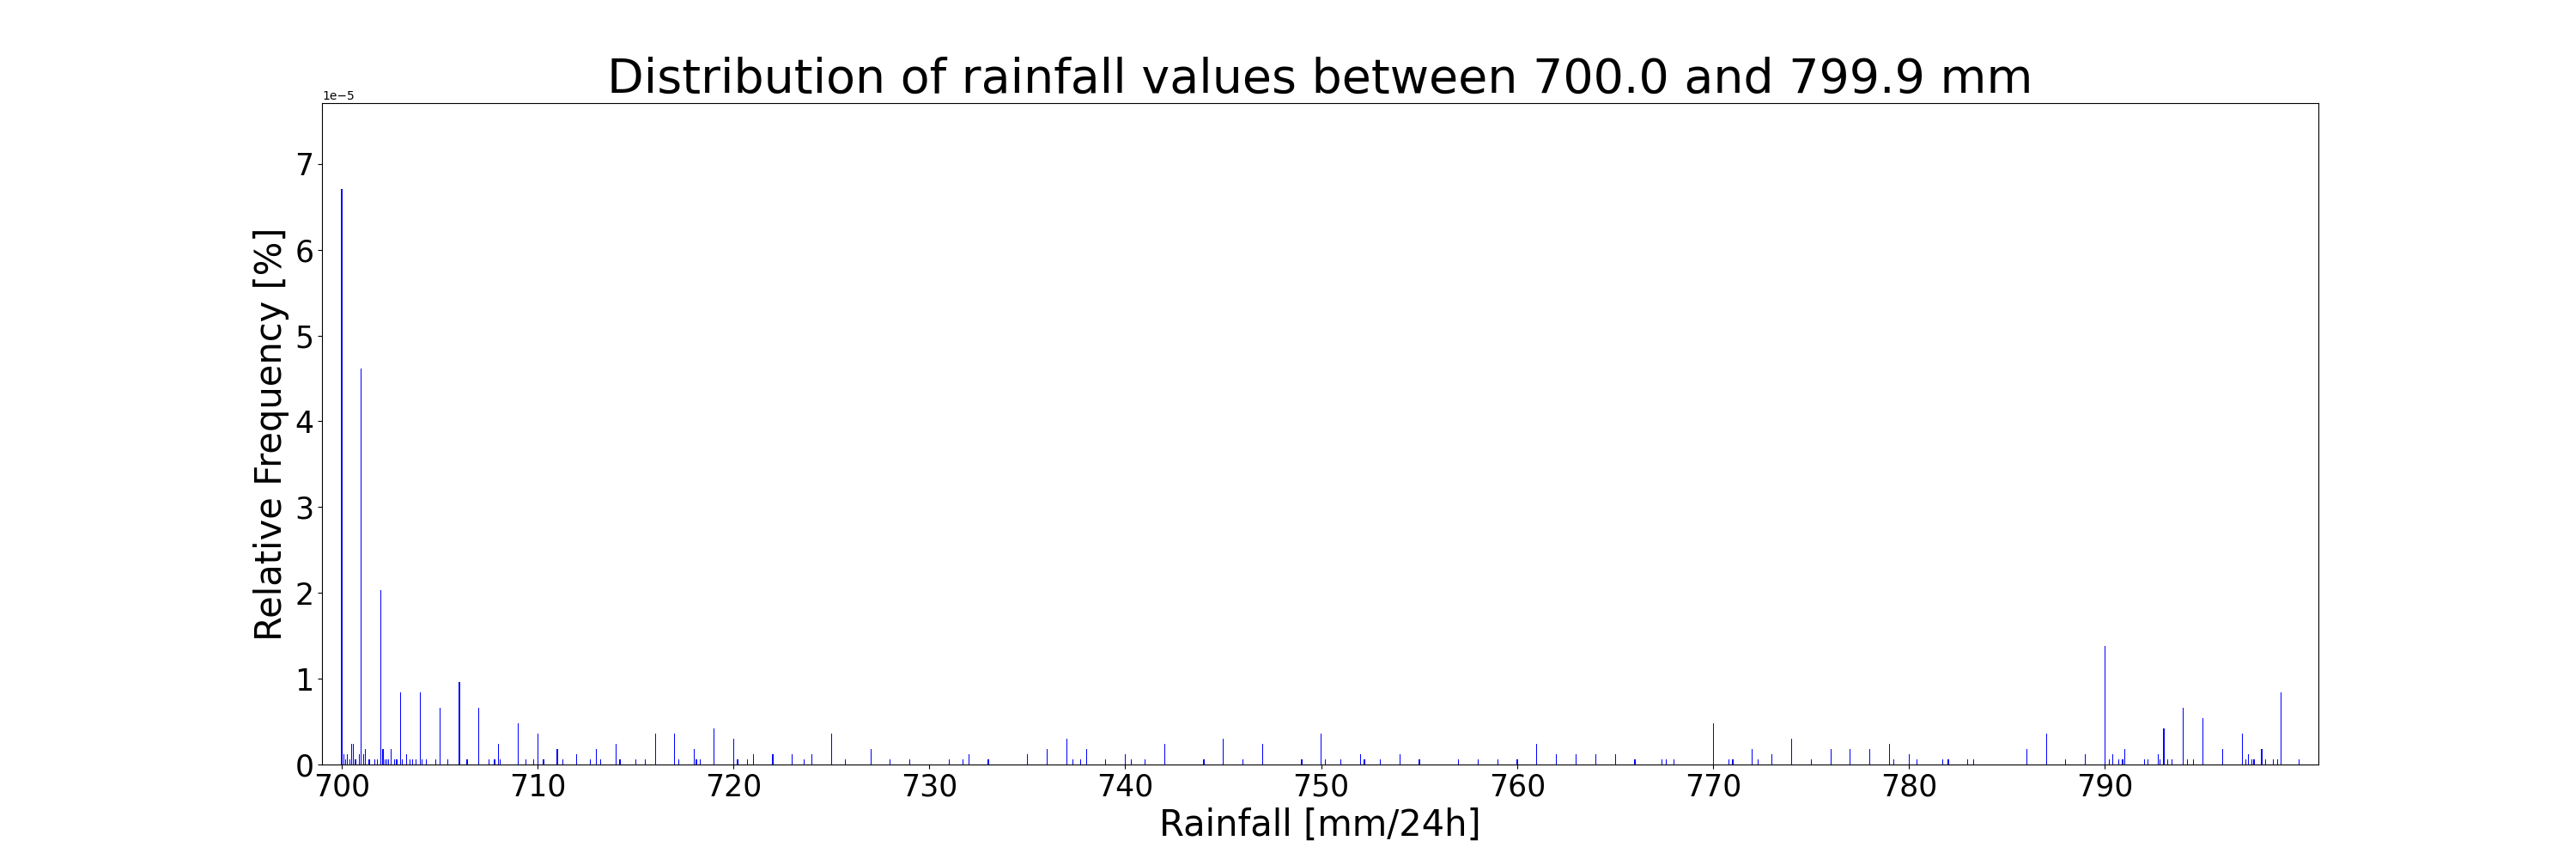 Distribution of rainfall values between 700.0 and 799.9 mm
1e−5
7
6
5
4
3
2
1
0
Relative Frequency [%]
700 710 720 730 740 750 760 770 780 790
Rainfall [mm/24h]